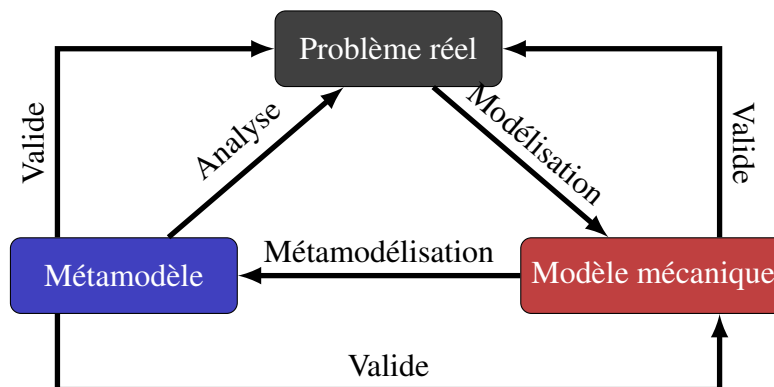 Problème réel
Valide
Analyse
Modélisation
Valide
Métamodèle
Métamodélisation
Modèle mécanique
Valide